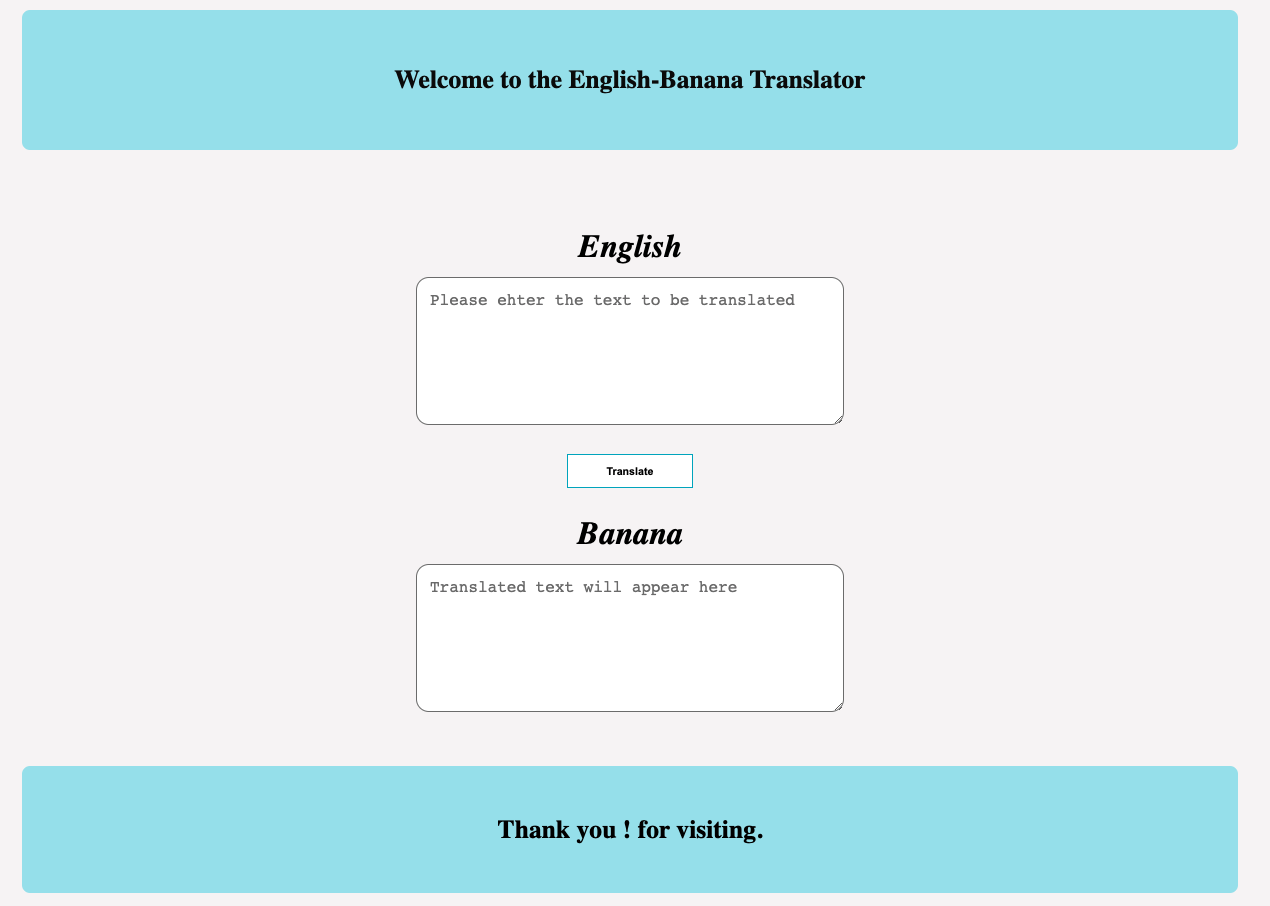 Welcome to the English-Banana Translator
English
Please ehter the text to be translated
Translate
Banana
Translated text will appear here
Thank you ! for visiting.